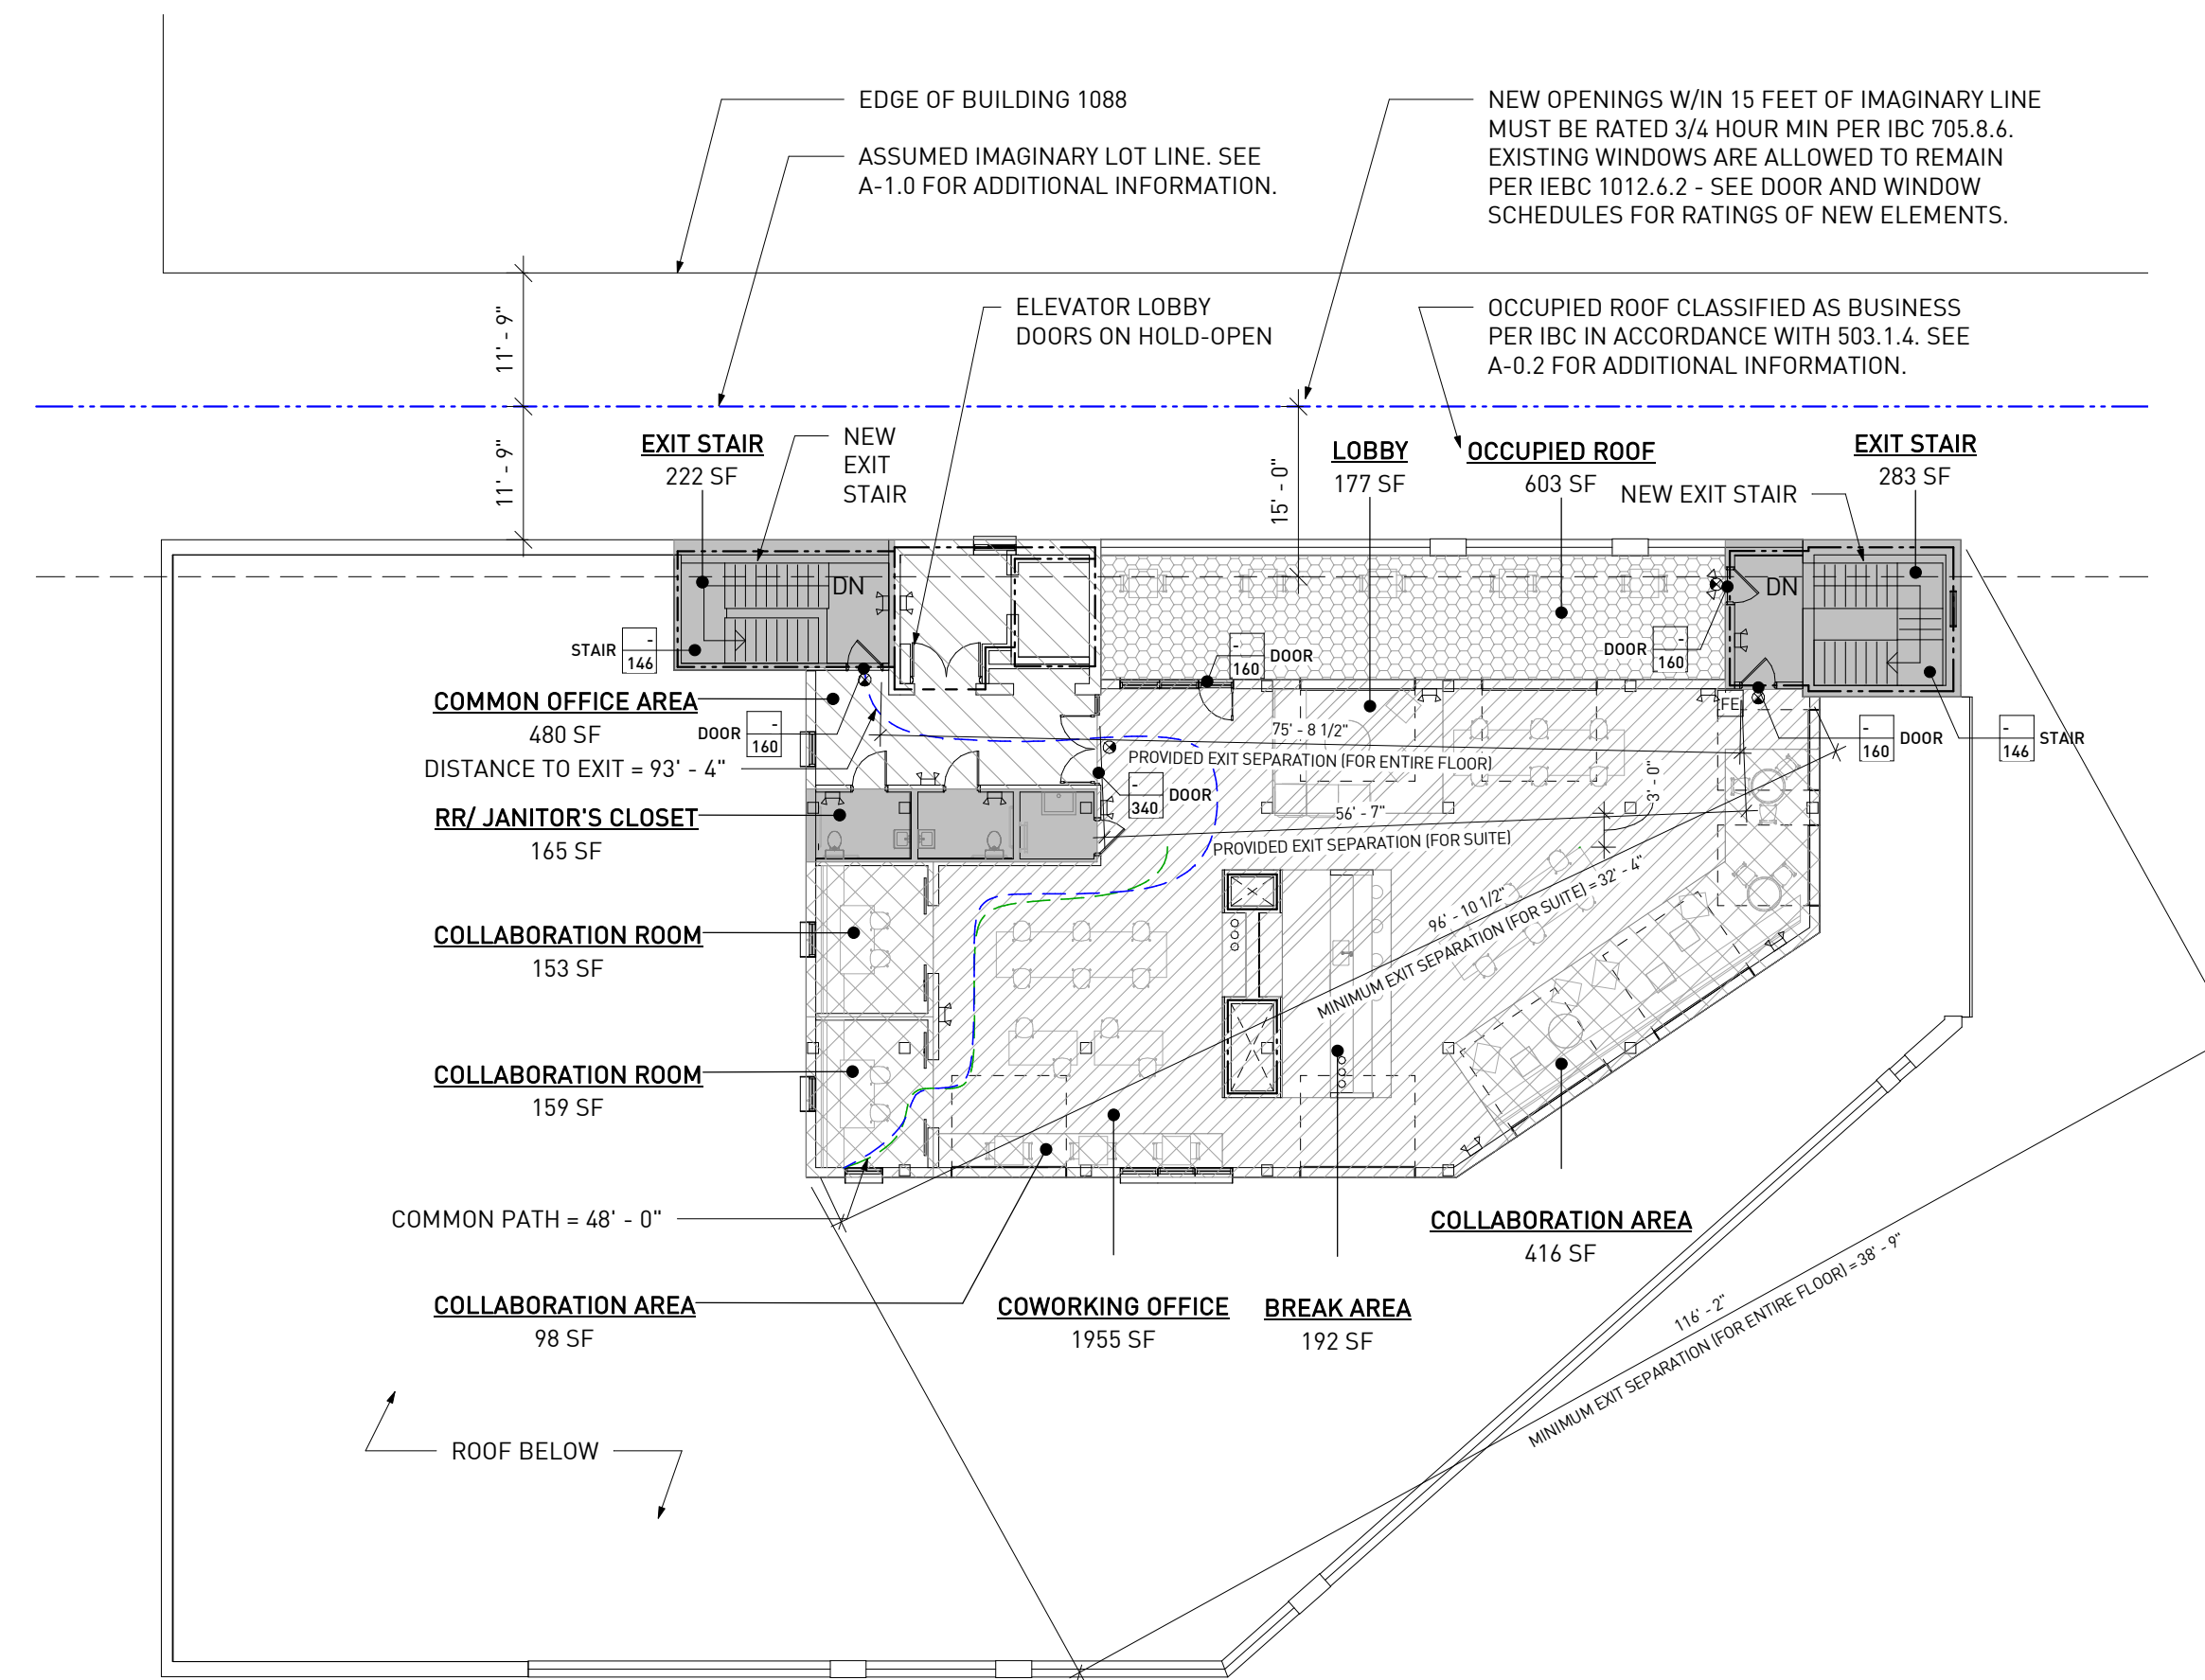 EDGE OF BUILDING 1088
ASSUMED IMAGINARY LOT LINE. SEE
A-1.0 FOR ADDITIONAL INFORMATION.
NEW OPENINGS W/IN 15 FEET OF IMAGINARY LINE
MUST BE RATED 3/4 HOUR MIN PER IBC 705.8.6.
EXISTING WINDOWS ARE ALLOWED TO REMAIN
PER IEBC 1012.6.2 - SEE DOOR AND WINDOW
SCHEDULES FOR RATINGS OF NEW ELEMENTS.
11' - 9"
ELEVATOR LOBBY
DOORS ON HOLD-OPEN
OCCUPIED ROOF CLASSIFIED AS BUSINESS
PER IBC IN ACCORDANCE WITH 503.1.4. SEE
A-0.2 FOR ADDITIONAL INFORMATION.
11' - 9"
EXIT STAIR
222 SF
NEW
EXIT
STAIR
15' - 0"
LOBBY
177 SF
OCCUPIED ROOF
603 SF
NEW EXIT STAIR
EXIT STAIR
283 SF
DN
DN
STAIR
-
146
-
160
DOOR
DOOR
-
160
COMMON OFFICE AREA
480 SF
DOOR
-
160
DISTANCE TO EXIT = 93' - 4"
FE
75' - 8 1/2"
PROVIDED EXIT SEPARATION (FOR ENTIRE FLOOR)
-
160
DOOR
-
146
STAIR
-
340
DOOR
3' - 0"
RR/ JANITOR'S CLOSET
165 SF
56' - 7"
PROVIDED EXIT SEPARATION (FOR SUITE)
96' - 10 1/2"
MINIMUM EXIT SEPARATION (FOR SUITE) = 32' - 4"
COLLABORATION ROOM
153 SF
COLLABORATION ROOM
159 SF
COMMON PATH = 48' - 0"
COLLABORATION AREA
416 SF
COLLABORATION AREA
98 SF
COWORKING OFFICE
1955 SF
BREAK AREA
192 SF
116' - 2"
MINIMUM EXIT SEPARATION (FOR ENTIRE FLOOR) = 38' - 9"
ROOF BELOW